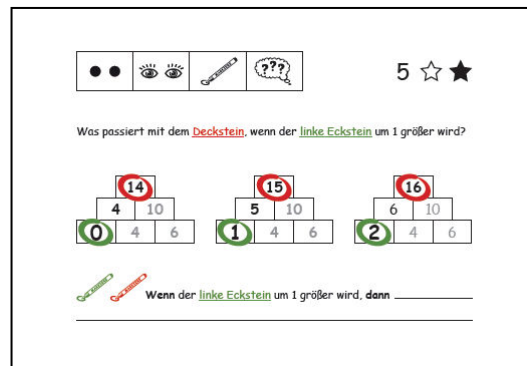 ???
5
Was passiert mit dem Deckstein, wenn der linke Eckstein um 1 größer wird?
14 15 16
4 10 5 10 6 10
0 4 6 1 4 6 2 4 6
Wenn der linke Eckstein um 1 größer wird, dann